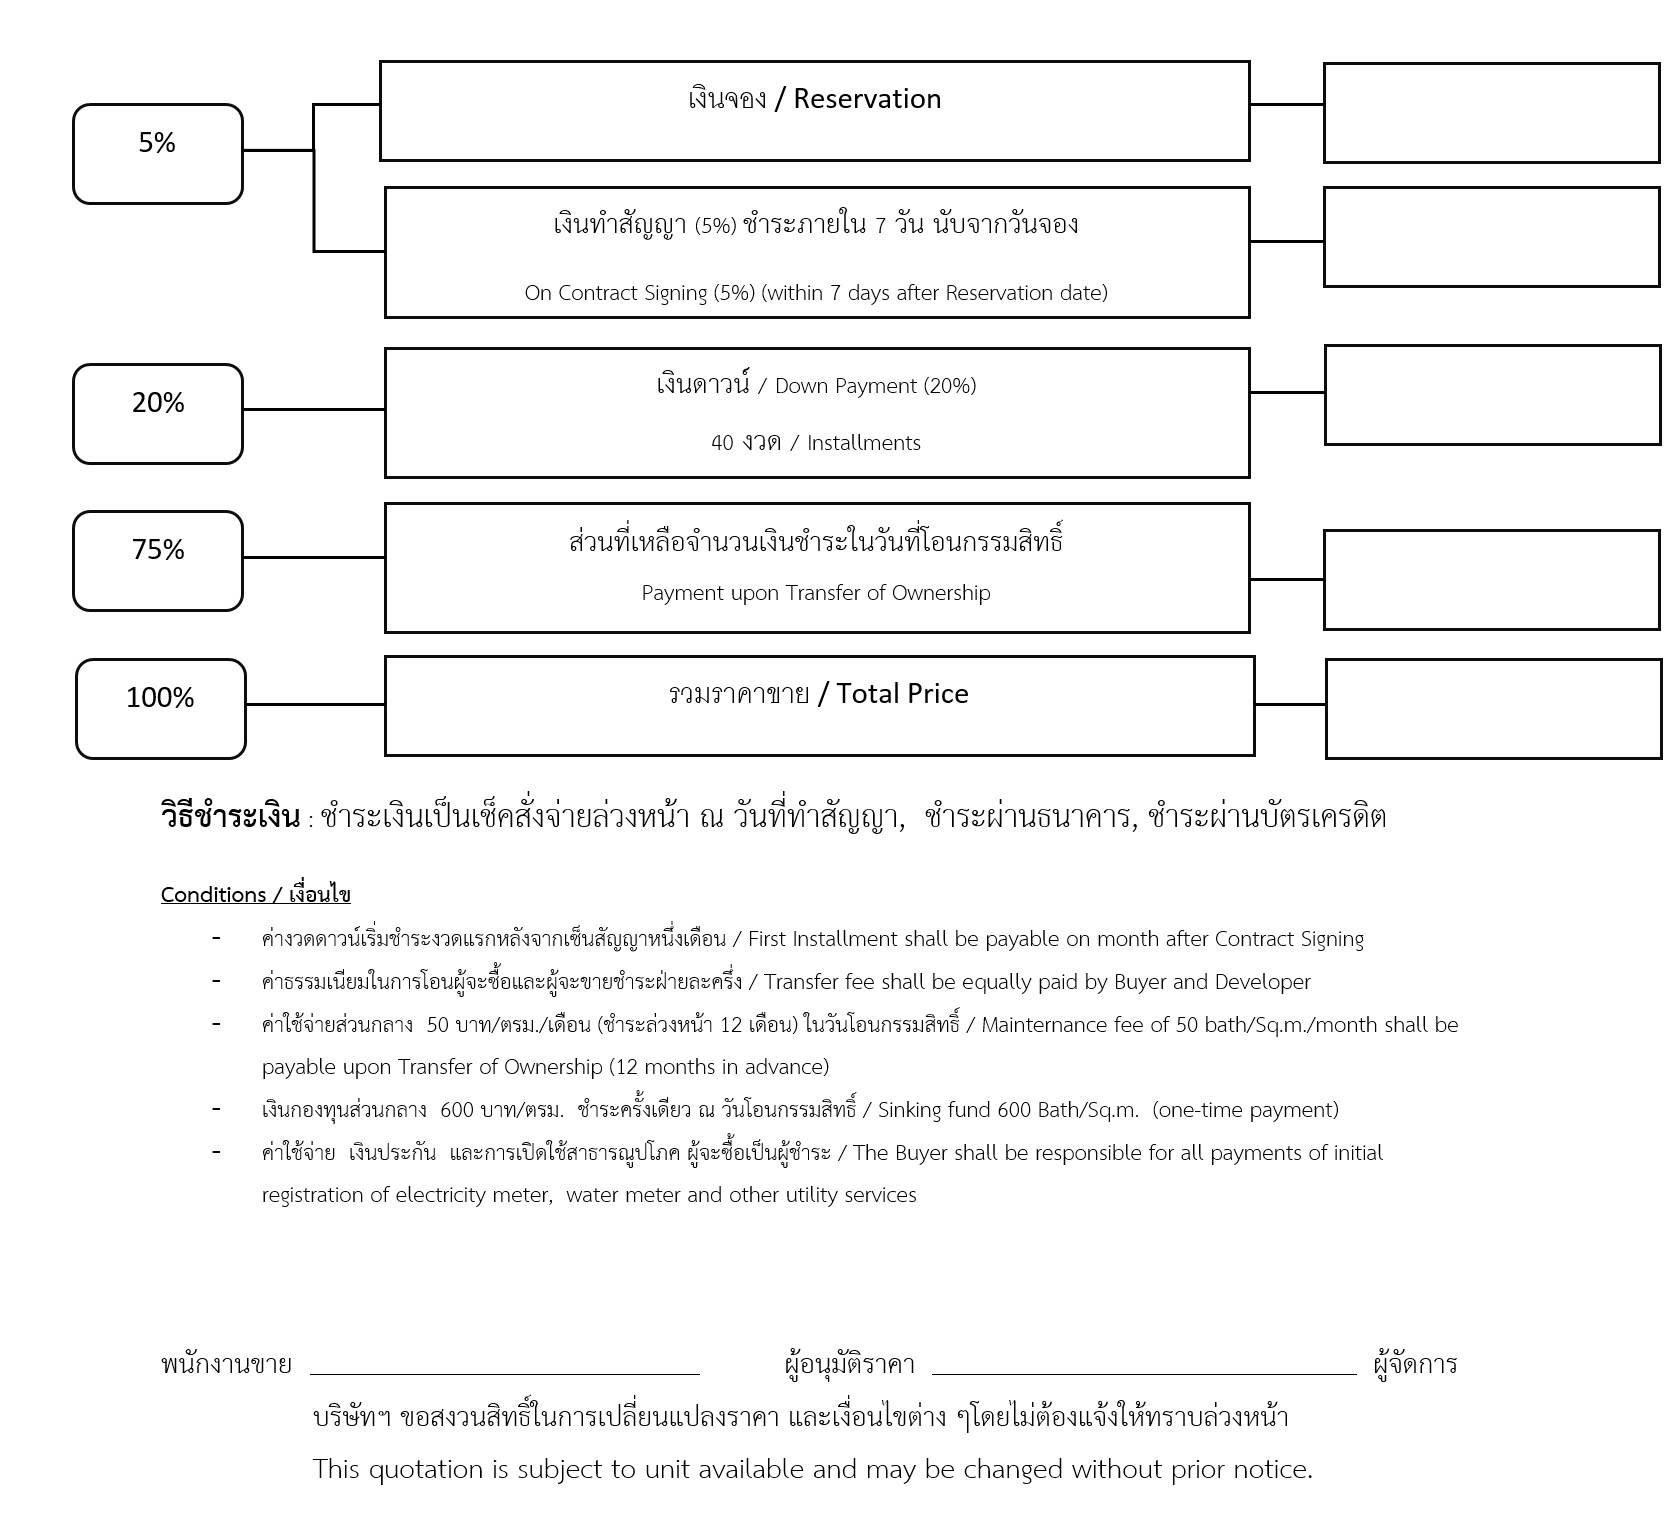 เงินจอง / Reservation
5%
เงินทำสัญญา (5%) ชำระภายใน 7 วัน นับจากวันจอง
On Contract Signing (5%) (within 7 days after Reservation date)
20%
เงินดาวน์ / Down Payment (20%)
40 งวด / Installments
75%
ส่วนที่เหลือจำนวนเงินชำระในวันที่โอนกรรมสิทธิ์
Payment upon Transfer of Ownership
100%
รวมราคาขาย / Total Price
วิธีชำระเงิน : ชำระเงินเป็นเช็คสั่งจ่ายล่วงหน้า ณ วันที่ทำสัญญา, ชำระผ่านธนาคาร, ชำระผ่านบัตรเครดิต
Conditions / เงื่อนไข
- ค่างวดดาวน์เริ่มชำระงวดแรกหลังจากเซ็นสัญญาหนึ่งเดือน / First Installment shall be payable on month after Contract Signing
- ค่าธรรมเนียมในการโอนผู้จะซื้อและผู้จะขายชำระฝ่ายละครึ่ง / Transfer fee shall be equally paid by Buyer and Developer
- ค่าใช้จ่ายส่วนกลาง 50 บาท/ตรม./เดือน (ชำระล่วงหน้า 12 เดือน) ในวันโอนกรรมสิทธิ์ / Mainternance fee of 50 bath/Sq.m./month shall be
payable upon Transfer of Ownership (12 months in advance)
- เงินกองทุนส่วนกลาง 600 บาท/ตรม. ชำระครั้งเดียว ณ วันโอนกรรมสิทธิ์ / Sinking fund 600 Bath/Sq.m. (one-time payment)
- ค่าใช้จ่าย เงินประกัน และการเปิดใช้สาธารณูปโภค ผู้จะซื้อเป็นผู้ชำระ / The Buyer shall be responsible for all payments of initial
registration of electricity meter, water meter and other utility services
พนักงานขาย ผู้อนุมัติราคา ผู้จัดการ
บริษัทฯ ขอสงวนสิทธิ์ในการเปลี่ยนแปลงราคา และเงื่อนไขต่าง ๆโดยไม่ต้องแจ้งให้ทราบล่วงหน้า
This quotation is subject to unit available and may be changed without prior notice.